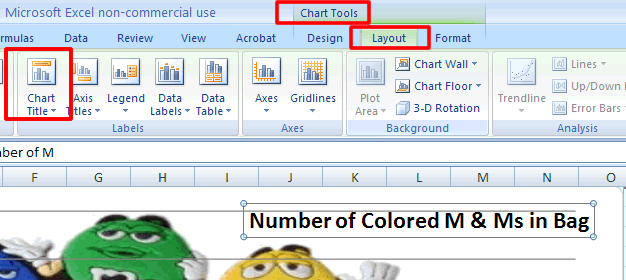 Microsoft Excel non-commercial use Chart Tools
Data Review View Acrobat Design Layout Format
Chart Title Axis Titles Legend Data Labels Data Table Axes Gridlines Plot Area Chart Wall Chart Floor 3-D Rotation Trendline Lines Up/Down Error Bars
Labels Axes Background Analysis
of M
F G H I J K L M N O
Number of Colored M & Ms in Bag